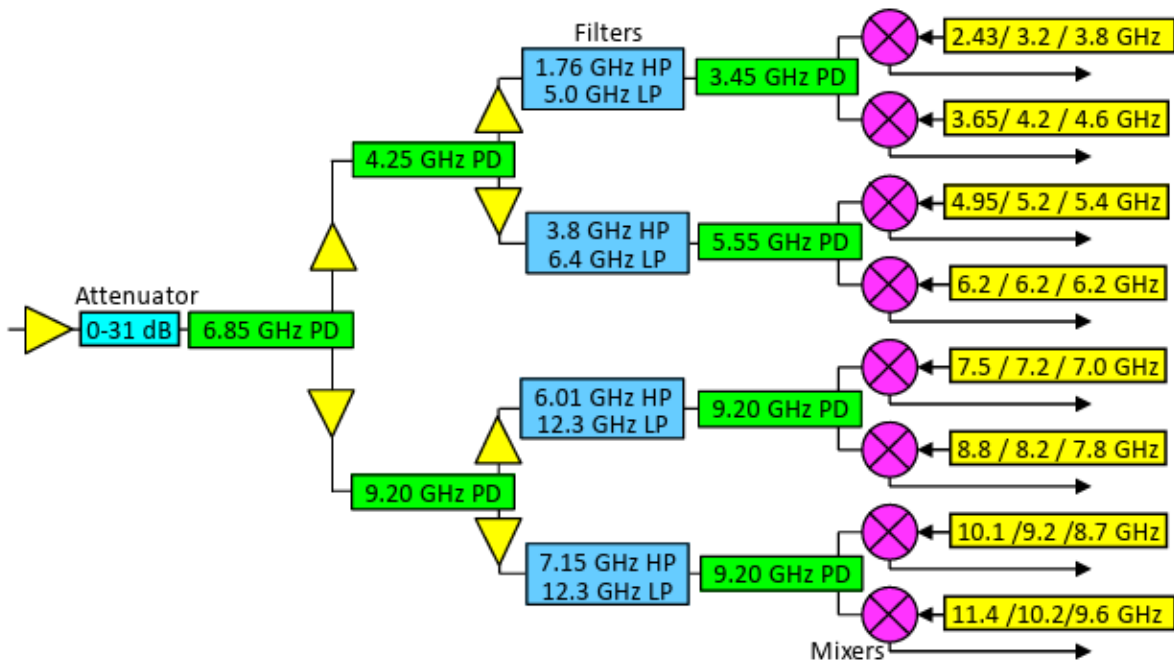 Filters
1.76 GHz HP
5.0 GHz LP
3.45 GHz PD
2.43/ 3.2 / 3.8 GHz
3.65/ 4.2 / 4.6 GHz
4.25 GHz PD
3.8 GHz HP
6.4 GHz LP
5.55 GHz PD
4.95/ 5.2 / 5.4 GHz
6.2 / 6.2 / 6.2 GHz
Attenuator
0-31 dB
6.85 GHz PD
6.01 GHz HP
12.3 GHz LP
9.20 GHz PD
7.5 / 7.2 / 7.0 GHz
8.8 / 8.2 / 7.8 GHz
9.20 GHz PD
7.15 GHz HP
12.3 GHz LP
9.20 GHz PD
10.1 /9.2 /8.7 GHz
11.4 /10.2/9.6 GHz
Mixers